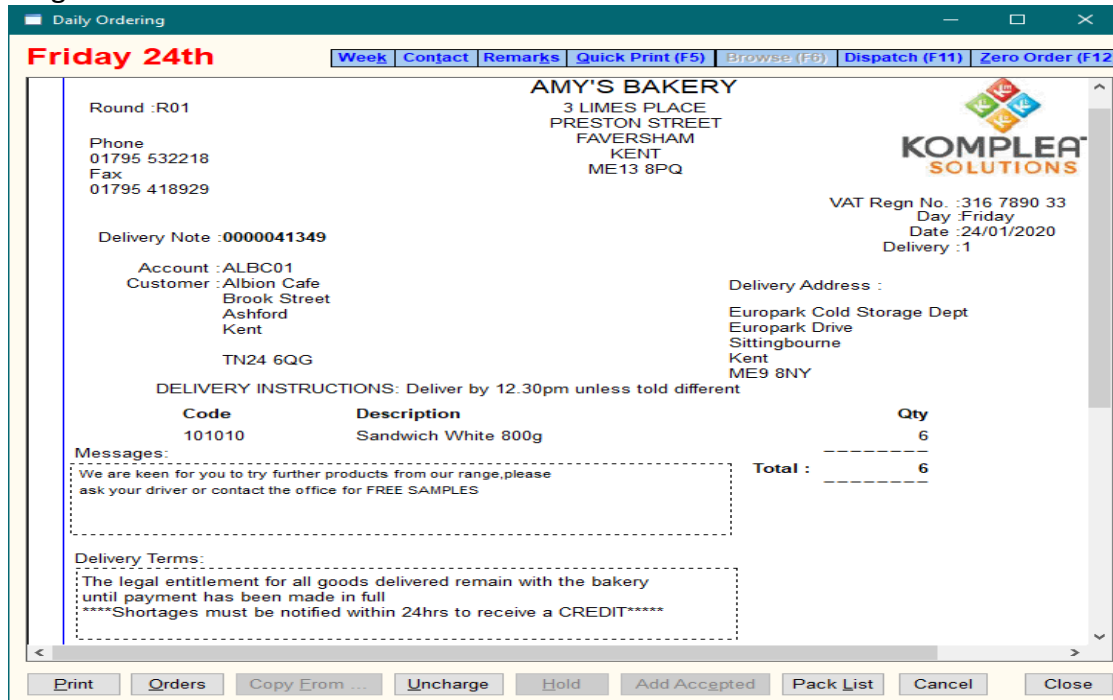 Daily Ordering
Friday 24th
Week Contact Remarks Quick Print (F5) Browse (F6) Dispatch (F11) Zero Order (F12
AMY'S BAKERY
3 LIMES PLACE
PRESTON STREET
FAVERSHAM
KENT
ME13 8PQ
Round :R01
Phone
01795 532218
Fax
01795 418929
KOMPLEAT
SOLUTIONS
VAT Regn No. :316 7890 33
Day :Friday
Date :24/01/2020
Delivery :1
Delivery Note :0000041349
Account :ALBC01
Customer :Albion Cafe
Brook Street
Ashford
Kent
TN24 6QG
Delivery Address :
Europark Cold Storage Dept
Europark Drive
Sittingbourne
Kent
ME9 8NY
DELIVERY INSTRUCTIONS: Deliver by 12.30pm unless told different
Code Description Qty
101010 Sandwich White 800g 6
Total : 6
Messages:
We are keen for you to try further products from our range,please
ask your driver or contact the office for FREE SAMPLES
Delivery Terms:
The legal entitlement for all goods delivered remain with the bakery
until payment has been made in full
****Shortages must be notified within 24hrs to receive a CREDIT*****
Print Orders Copy From ... Uncharge Hold Add Accepted Pack List Cancel Close